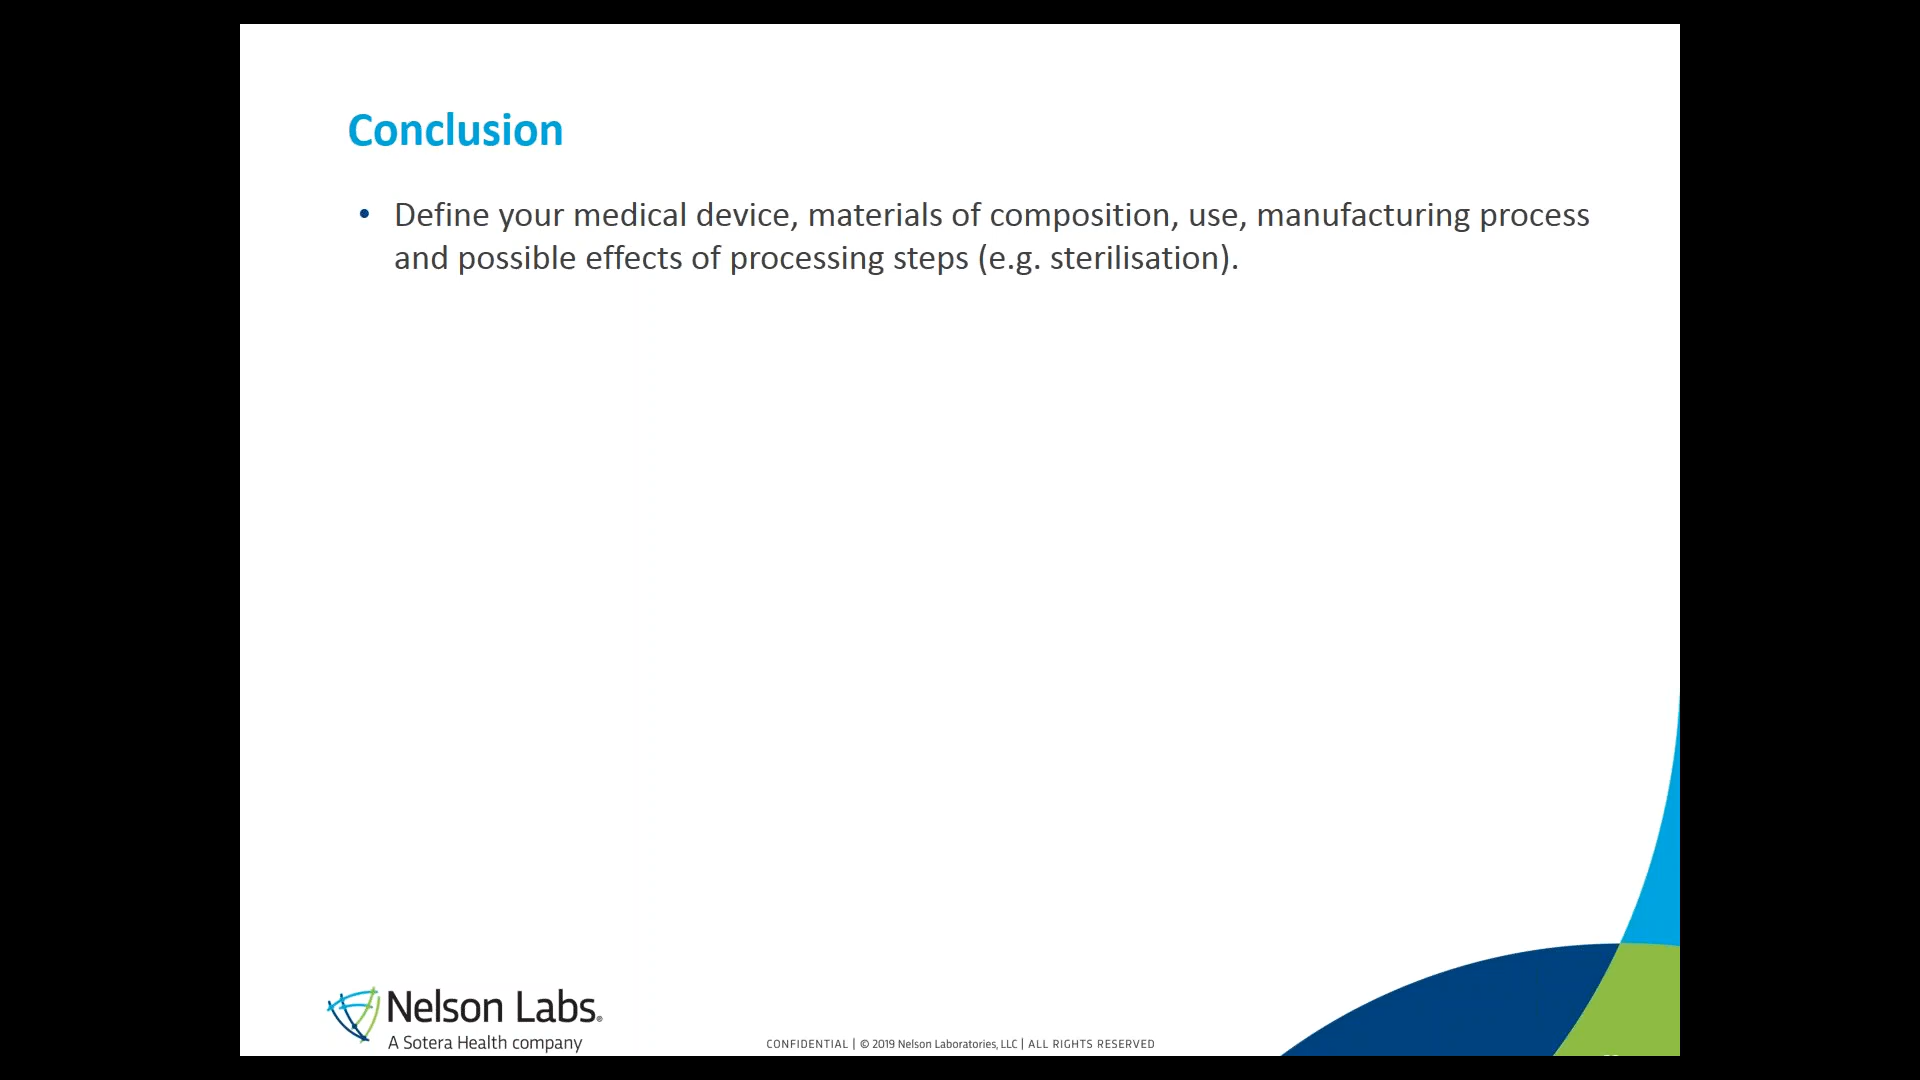 Conclusion
• Define your medical device, materials of composition, use, manufacturing process
and possible effects of processing steps (e.g. sterilisation).
Nelson Labs®
A Sotera Health company
CONFIDENTIAL | © 2019 Nelson Laboratories, LLC | ALL RIGHTS RESERVED